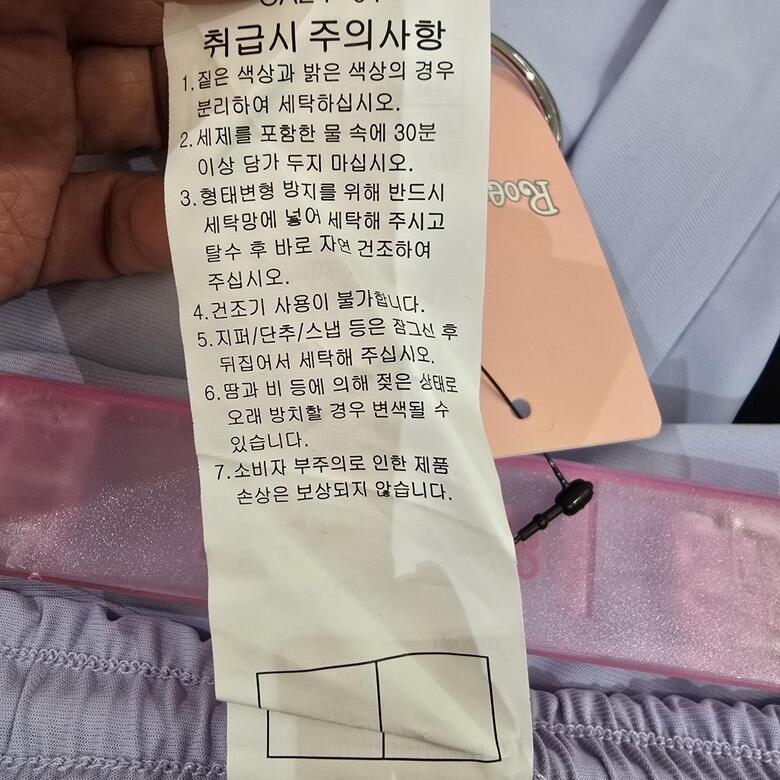 취급시 주의사항
1. 짙은 색상과 밝은 색상의 경우
분리하여 세탁하십시오.
2. 세제를 포함한 물 속에 30분
이상 담가 두지 마십시오.
3. 형태변형 방지를 위해 반드시
세탁망에 넣어 세탁해 주시고
탈수 후 바로 자연 건조하여
주십시오.
4. 건조기 사용이 불가합니다.
5. 지퍼/단추/스냅 등은 잠그신 후
뒤집어서 세탁해 주십시오.
6. 땀과 비 등에 의해 젖은 상태로
오래 방치할 경우 변색될 수
있습니다.
7. 소비자 부주의로 인한 제품
손상은 보상되지 않습니다.